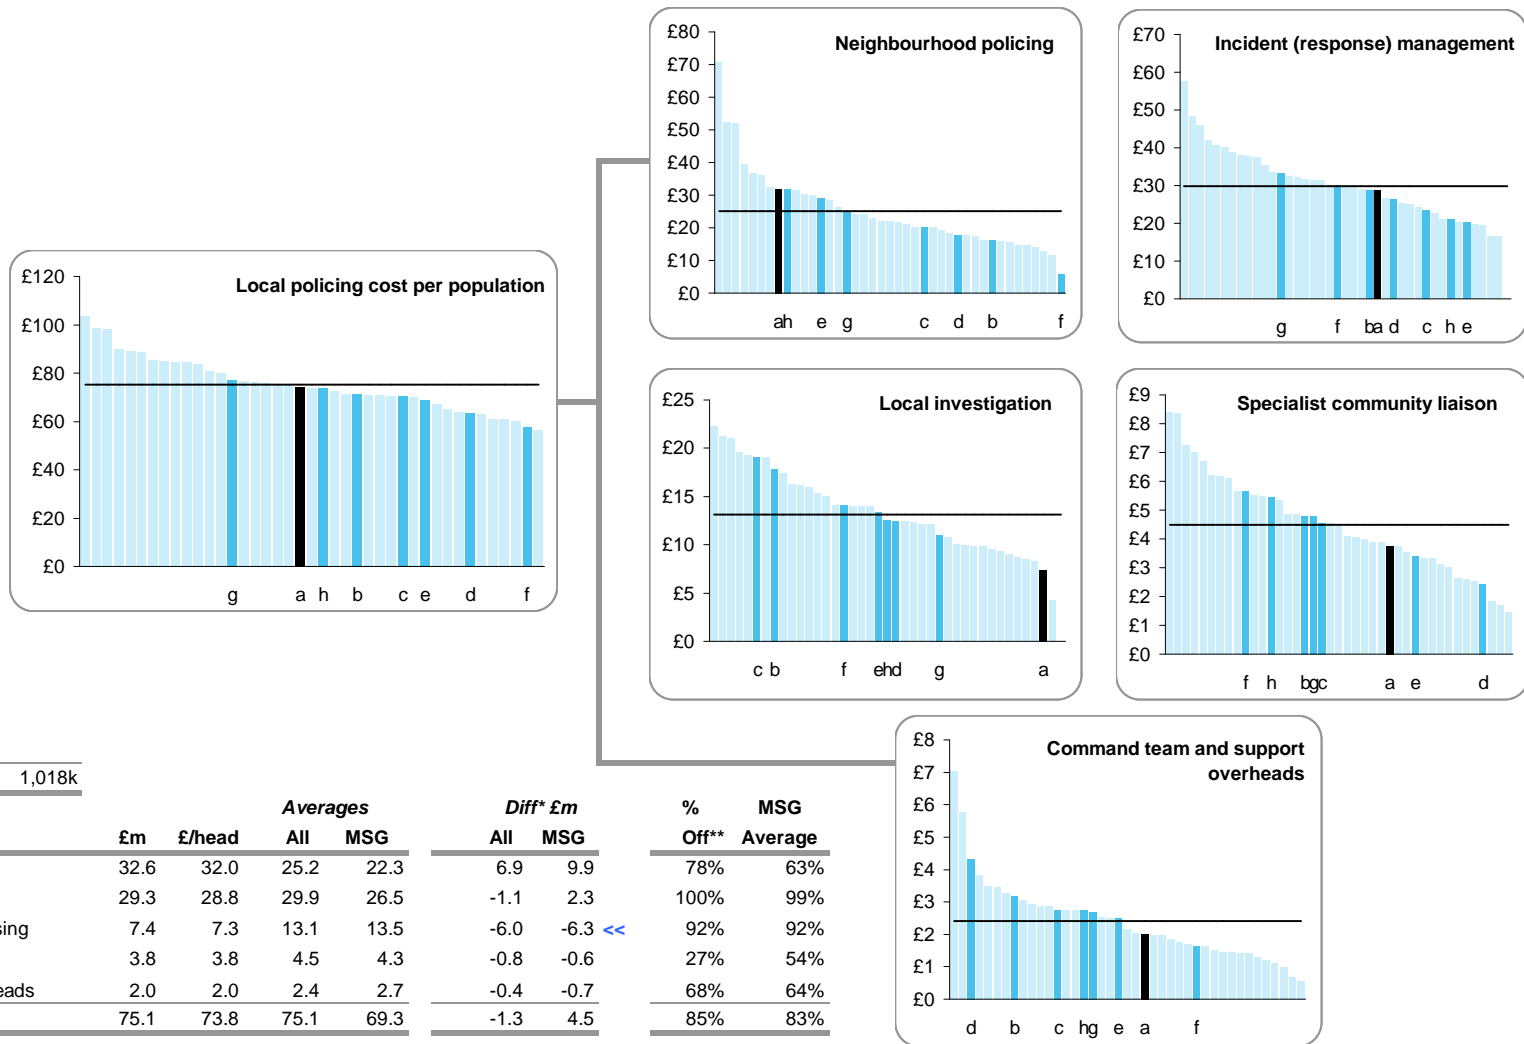 Neighbourhood policing
£80
£70
£60
£50
£40
£30
£20
£10
£0
a h e g c d b f
Incident (response) management
£70
£60
£50
£40
£30
£20
£10
£0
g f b a d c h e
Local policing cost per population
£120
£100
£80
£60
£40
£20
£0
g a h b c e d f
Local investigation
£25
£20
£15
£10
£5
£0
c b f e h d g a
Specialist community liaison
£9
£8
£7
£6
£5
£4
£3
£2
£1
£0
f h b g c a e d
Command team and support
overheads
£8
£7
£6
£5
£4
£3
£2
£1
£0
d b c h g e a f
1,018k
Averages Diff* £m % MSG
£m £/head All MSG All MSG Off** Average
32.6 32.0 25.2 22.3 6.9 9.9 78% 63%
29.3 28.8 29.9 26.5 -1.1 2.3 100% 99%
sing 7.4 7.3 13.1 13.5 -6.0 -6.3 << 92% 92%
3.8 3.8 4.5 4.3 -0.8 -0.6 27% 54%
eads 2.0 2.0 2.4 2.7 -0.4 -0.7 68% 64%
75.1 73.8 75.1 69.3 -1.3 4.5 85% 83%